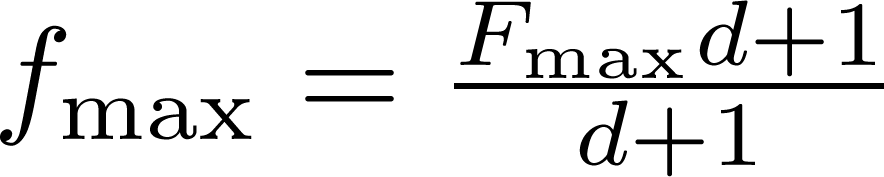 f_max = (F_max d+1)/(d+1)